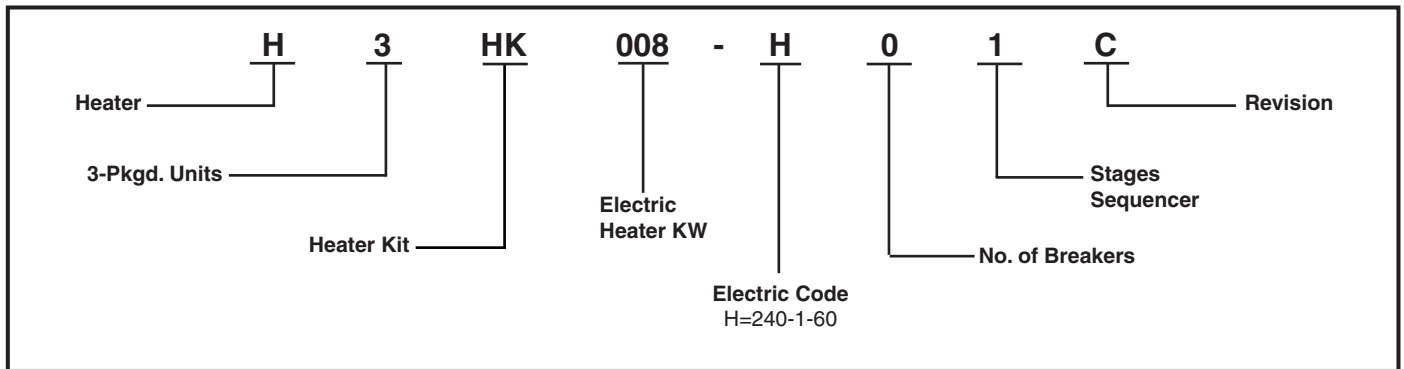 H 3 HK 008 - H 0 1 C
Heater
Revision
3-Pkgd. Units
Stages
Sequencer
Electric
Heater KW
Heater Kit
No. of Breakers
Electric Code
H=240-1-60